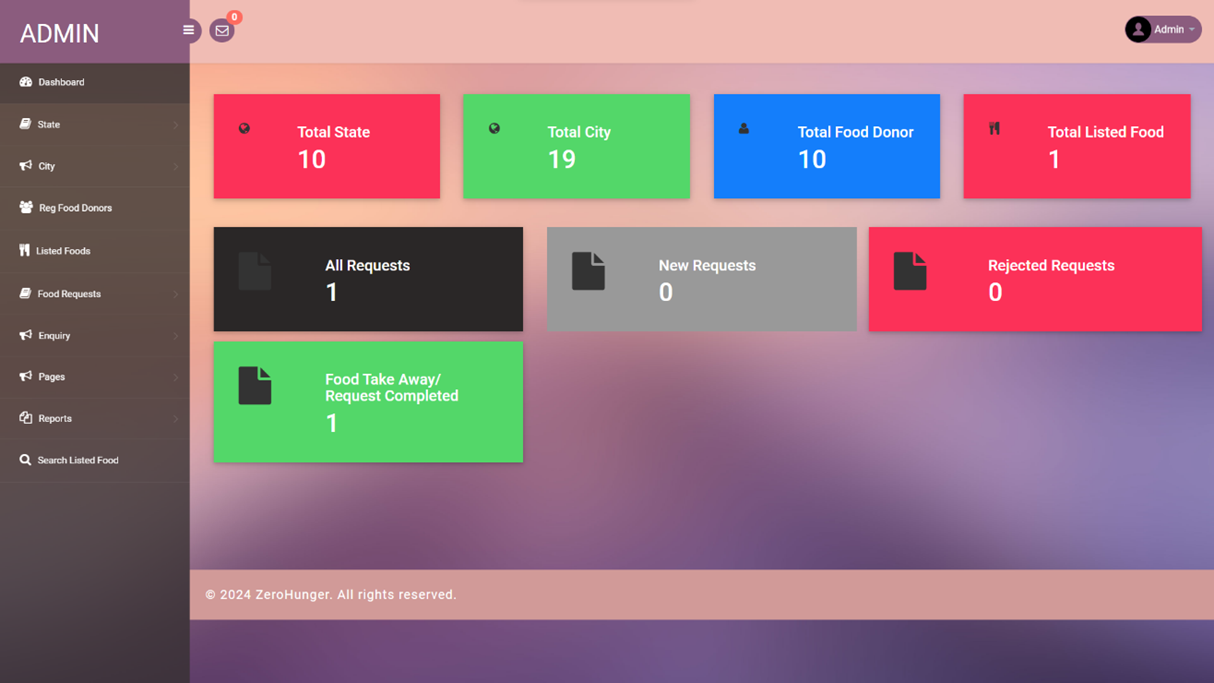 ADMIN
0
Admin
Dashboard
State
City
Reg Food Donors
Listed Foods
Food Requests
Enquiry
Pages
Reports
Search Listed Food
Total State
10
Total City
19
Total Food Donor
10
Total Listed Food
1
All Requests
1
New Requests
0
Rejected Requests
0
Food Take Away/
Request Completed
1
© 2024 ZeroHunger. All rights reserved.